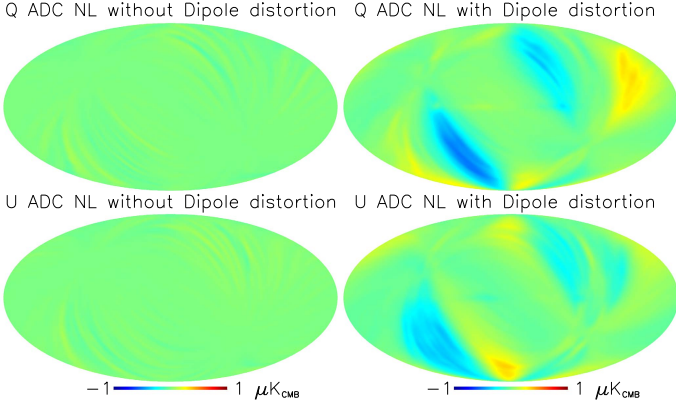 Q ADC NL without Dipole distortion
Q ADC NL with Dipole distortion
U ADC NL without Dipole distortion
U ADC NL with Dipole distortion
−1 1 μK_CMB
−1 1 μK_CMB